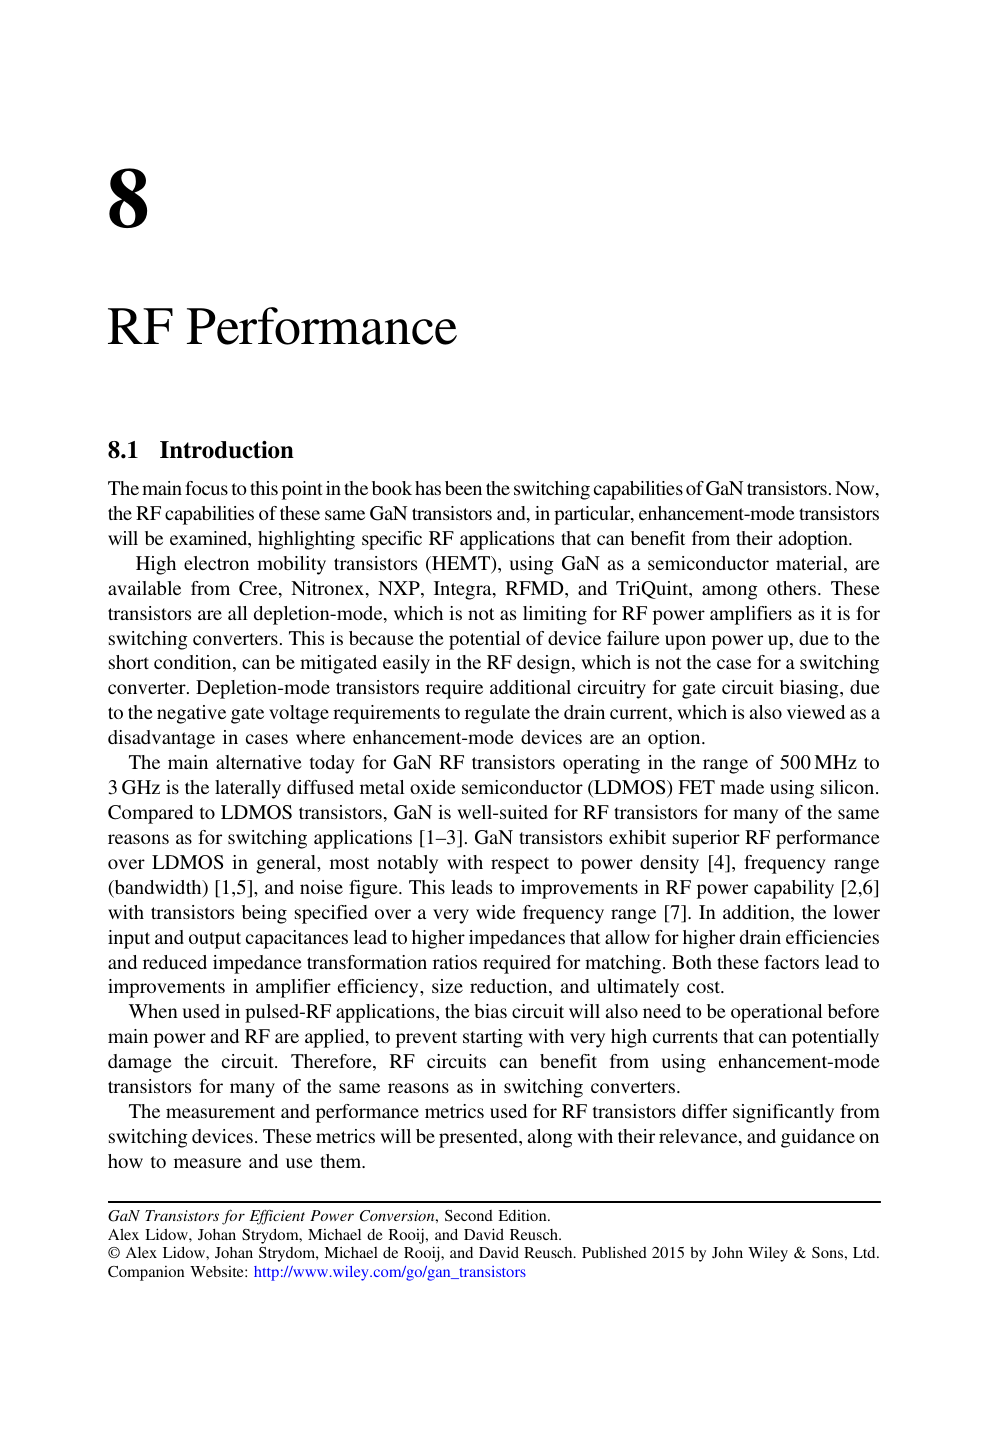 8
RF Performance
8.1 Introduction
The main focus to this point in the book has been the switching capabilities of GaN transistors. Now,
the RF capabilities of these same GaN transistors and, in particular, enhancement-mode transistors
will be examined, highlighting specific RF applications that can benefit from their adoption.
High electron mobility transistors (HEMT), using GaN as a semiconductor material, are
available from Cree, Nitronex, NXP, Integra, RFMD, and TriQuint, among others. These
transistors are all depletion-mode, which is not as limiting for RF power amplifiers as it is for
switching converters. This is because the potential of device failure upon power up, due to the
short condition, can be mitigated easily in the RF design, which is not the case for a switching
converter. Depletion-mode transistors require additional circuitry for gate circuit biasing, due
to the negative gate voltage requirements to regulate the drain current, which is also viewed as a
disadvantage in cases where enhancement-mode devices are an option.
The main alternative today for GaN RF transistors operating in the range of 500 MHz to
3 GHz is the laterally diffused metal oxide semiconductor (LDMOS) FET made using silicon.
Compared to LDMOS transistors, GaN is well-suited for RF transistors for many of the same
reasons as for switching applications [1–3]. GaN transistors exhibit superior RF performance
over LDMOS in general, most notably with respect to power density [4], frequency range
(bandwidth) [1,5], and noise figure. This leads to improvements in RF power capability [2,6]
with transistors being specified over a very wide frequency range [7]. In addition, the lower
input and output capacitances lead to higher impedances that allow for higher drain efficiencies
and reduced impedance transformation ratios required for matching. Both these factors lead to
improvements in amplifier efficiency, size reduction, and ultimately cost.
When used in pulsed-RF applications, the bias circuit will also need to be operational before
main power and RF are applied, to prevent starting with very high currents that can potentially
damage the circuit. Therefore, RF circuits can benefit from using enhancement-mode
transistors for many of the same reasons as in switching converters.
The measurement and performance metrics used for RF transistors differ significantly from
switching devices. These metrics will be presented, along with their relevance, and guidance on
how to measure and use them.
GaN Transistors for Efficient Power Conversion, Second Edition.
Alex Lidow, Johan Strydom, Michael de Rooij, and David Reusch.
© Alex Lidow, Johan Strydom, Michael de Rooij, and David Reusch. Published 2015 by John Wiley & Sons, Ltd.
Companion Website: http://www.wiley.com/go/gan_transistors